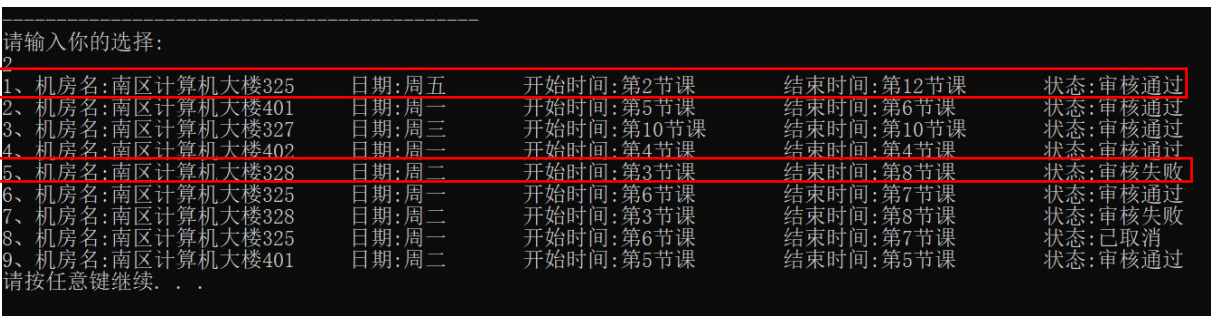 ------------------------------------------
请输入你的选择:
2
1、机房名:南区计算机大楼325 日期:周五 开始时间:第2节课 结束时间:第12节课 状态:审核通过
2、机房名:南区计算机大楼401 日期:周一 开始时间:第5节课 结束时间:第6节课 状态:审核通过
3、机房名:南区计算机大楼327 日期:周三 开始时间:第10节课 结束时间:第10节课 状态:审核通过
4、机房名:南区计算机大楼402 日期:周一 开始时间:第4节课 结束时间:第4节课 状态:审核通过
5、机房名:南区计算机大楼328 日期:周二 开始时间:第3节课 结束时间:第8节课 状态:审核失败
6、机房名:南区计算机大楼325 日期:周一 开始时间:第6节课 结束时间:第7节课 状态:审核通过
7、机房名:南区计算机大楼328 日期:周二 开始时间:第3节课 结束时间:第8节课 状态:审核失败
8、机房名:南区计算机大楼325 日期:周一 开始时间:第6节课 结束时间:第7节课 状态:已取消
9、机房名:南区计算机大楼401 日期:周二 开始时间:第5节课 结束时间:第5节课 状态:审核通过
请按任意键继续. . .